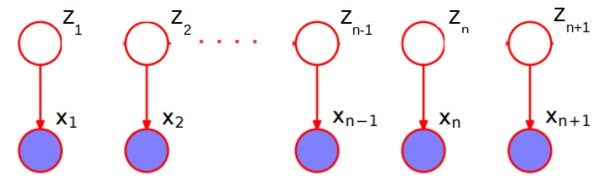 Z₁ Z₂ Zₙ₋₁ Zₙ Zₙ₊₁
x₁ x₂ xₙ₋₁ xₙ xₙ₊₁